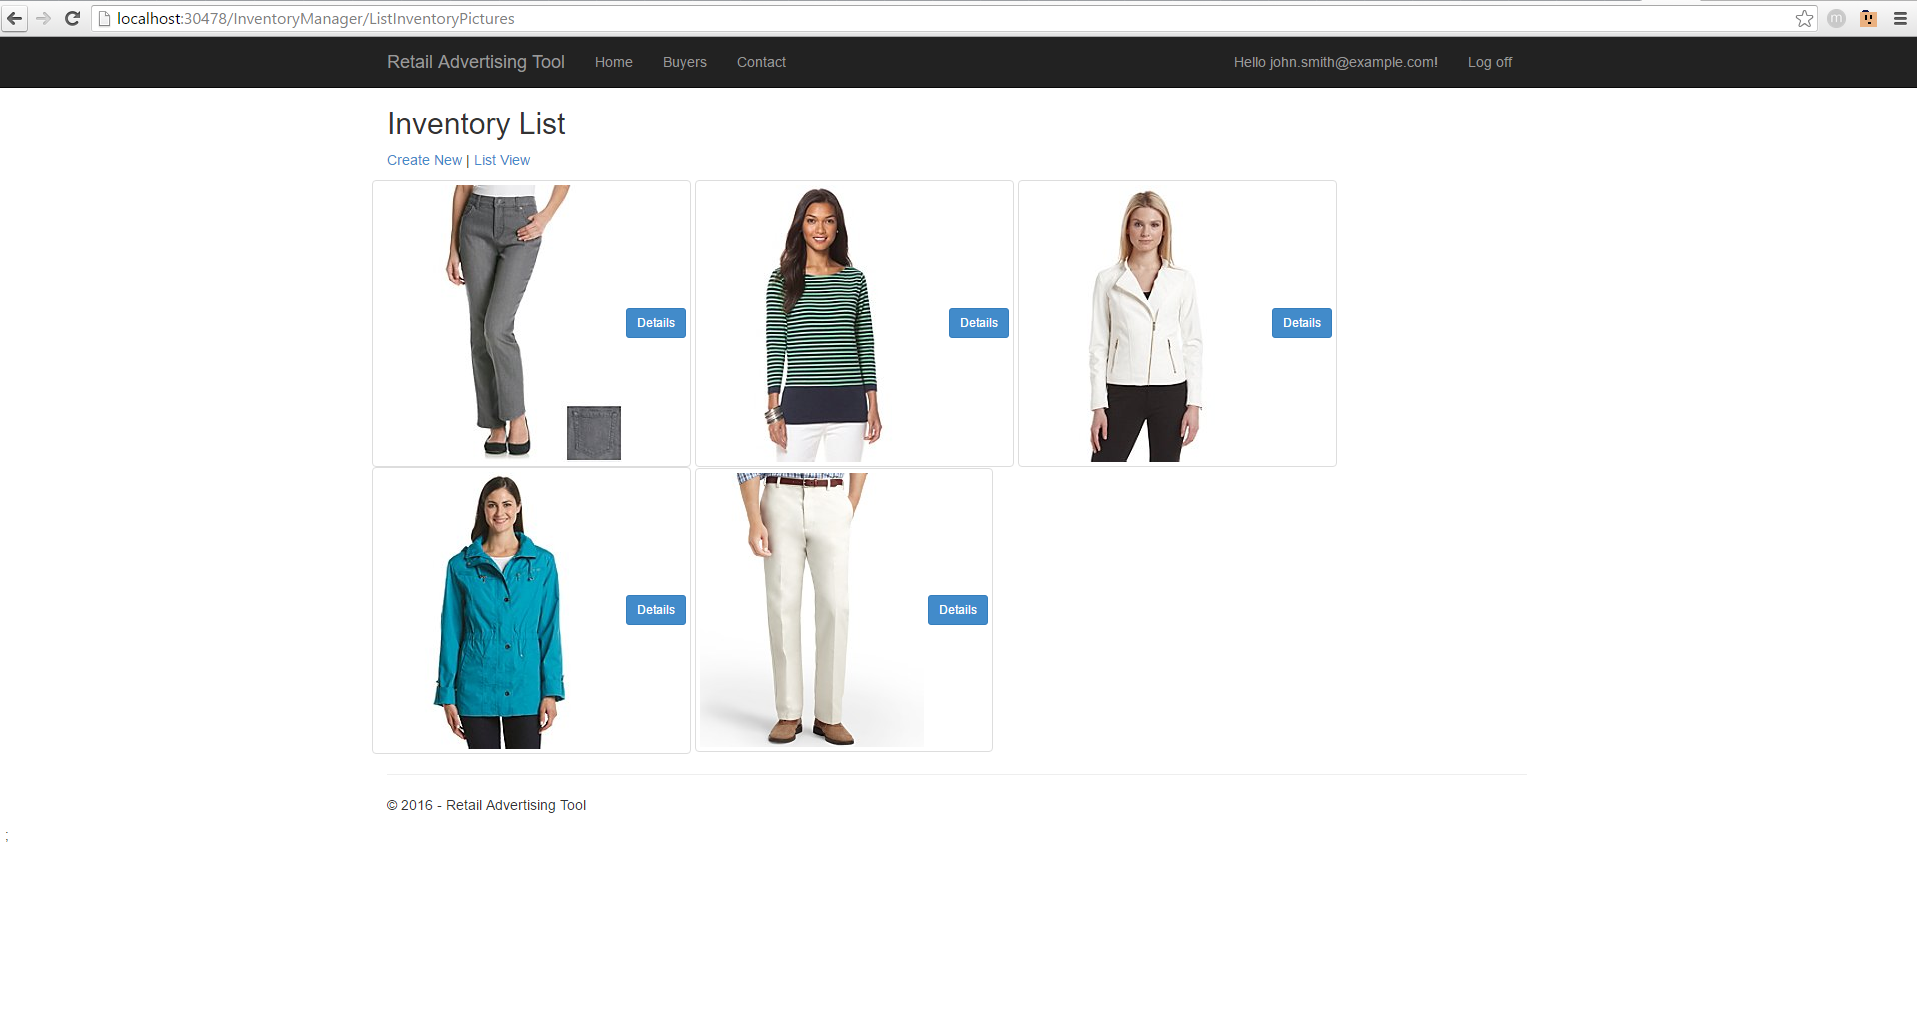 localhost:30478/InventoryManager/ListInventoryPictures
m
Retail Advertising Tool Home Buyers Contact Hello john.smith@example.com! Log off
Inventory List
Create New | List View
Details Details Details
Details Details
© 2016 - Retail Advertising Tool
;